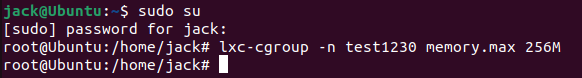 jack@Ubuntu:~$ sudo su
[sudo] password for jack:
root@Ubuntu:/home/jack# lxc-cgroup -n test1230 memory.max 256M
root@Ubuntu:/home/jack#